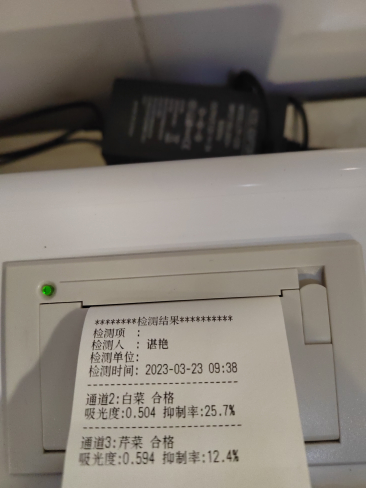 ********检测结果**********
检测项  :
检测人  : 谌艳
检测单位:
检测时间: 2023-03-23 09:38
------------------------
通道2:白菜 合格
吸光度:0.504 抑制率:25.7%
------------------------
通道3:芹菜 合格
吸光度:0.594 抑制率:12.4%